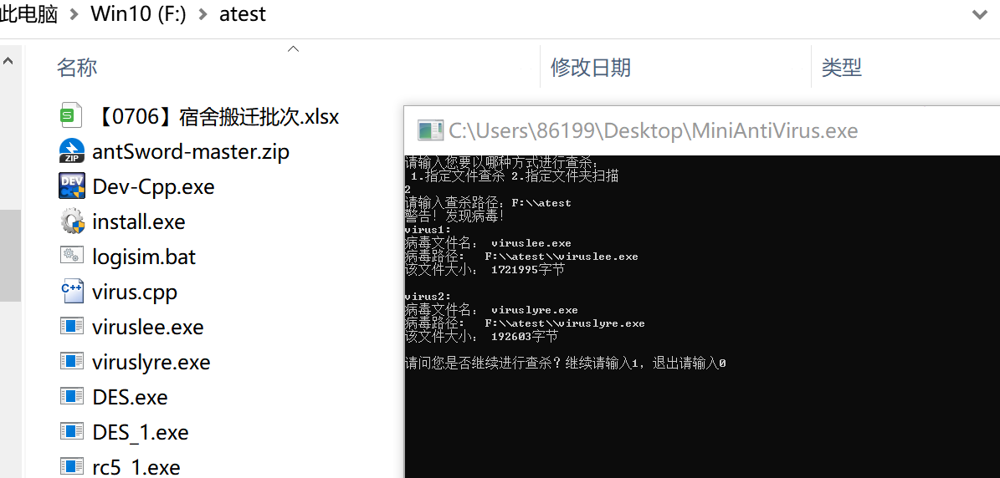 此电脑 > Win10 (F:) > atest
名称 修改日期 类型
【0706】宿舍搬迁批次.xlsx
antSword-master.zip
Dev-Cpp.exe
install.exe
logisim.bat
virus.cpp
viruslee.exe
viruslyre.exe
DES.exe
DES_1.exe
rc5_1.exe
C:\Users\86199\Desktop\MiniAntiVirus.exe
请输入您要以哪种方式进行查杀：
1.指定文件查杀 2.指定文件夹扫描
2
请输入查杀路径：F:\\atest
警告！发现病毒！
virus1:
病毒文件名： viruslee.exe
病毒路径： F:\\atest\\viruslee.exe
该文件大小： 1721995字节
virus2:
病毒文件名： viruslyre.exe
病毒路径： F:\\atest\\viruslyre.exe
该文件大小： 192603字节
请问您是否继续进行查杀？继续请输入1，退出请输入0